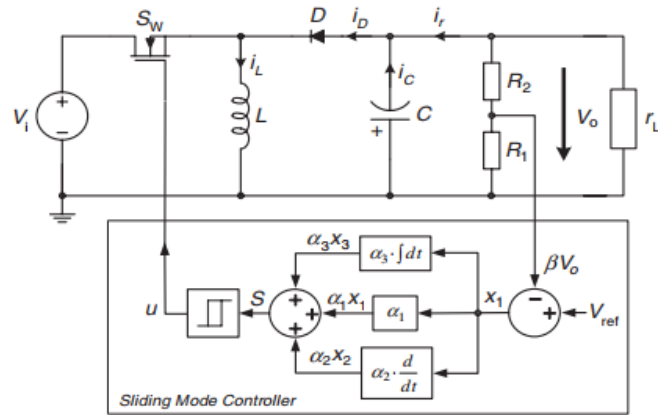 S_W
D
i_D
i_r
i_L
i_C
R_2
V_i
+
−
L
C
+
V_o
r_L
R_1
α_3x_3
α_3·∫dt
βV_o
u
S
+
+
+
α_1x_1
α_1
x_1
−
+
V_ref
α_2x_2
α_2·d/dt
Sliding Mode Controller